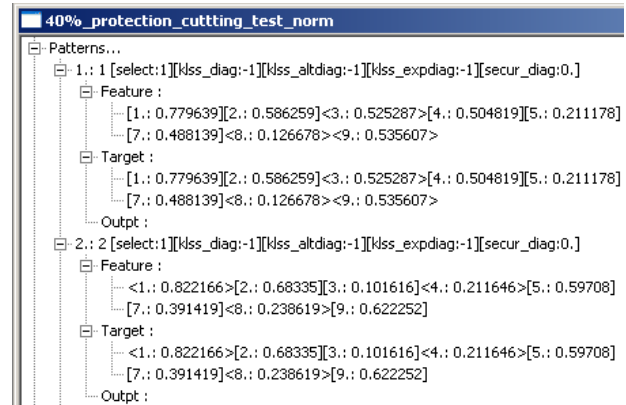 40%_protection_cuttting_test_norm
Patterns...
1.: 1 [select:1][klss_diag:-1][klss_altdiag:-1][klss_expdiag:-1][secur_diag:0.]
Feature :
[1.: 0.779639][2.: 0.586259]<3.: 0.525287>[4.: 0.504819][5.: 0.211178]
[7.: 0.488139]<8.: 0.126678><9.: 0.535607>
Target :
[1.: 0.779639][2.: 0.586259]<3.: 0.525287>[4.: 0.504819][5.: 0.211178]
[7.: 0.488139]<8.: 0.126678><9.: 0.535607>
Outpt :
2.: 2 [select:1][klss_diag:-1][klss_altdiag:-1][klss_expdiag:-1][secur_diag:0.]
Feature :
<1.: 0.822166>[2.: 0.68335][3.: 0.101616]<4.: 0.211646>[5.: 0.59708]
[7.: 0.391419]<8.: 0.238619>[9.: 0.622252]
Target :
<1.: 0.822166>[2.: 0.68335][3.: 0.101616]<4.: 0.211646>[5.: 0.59708]
[7.: 0.391419]<8.: 0.238619>[9.: 0.622252]
Outpt :